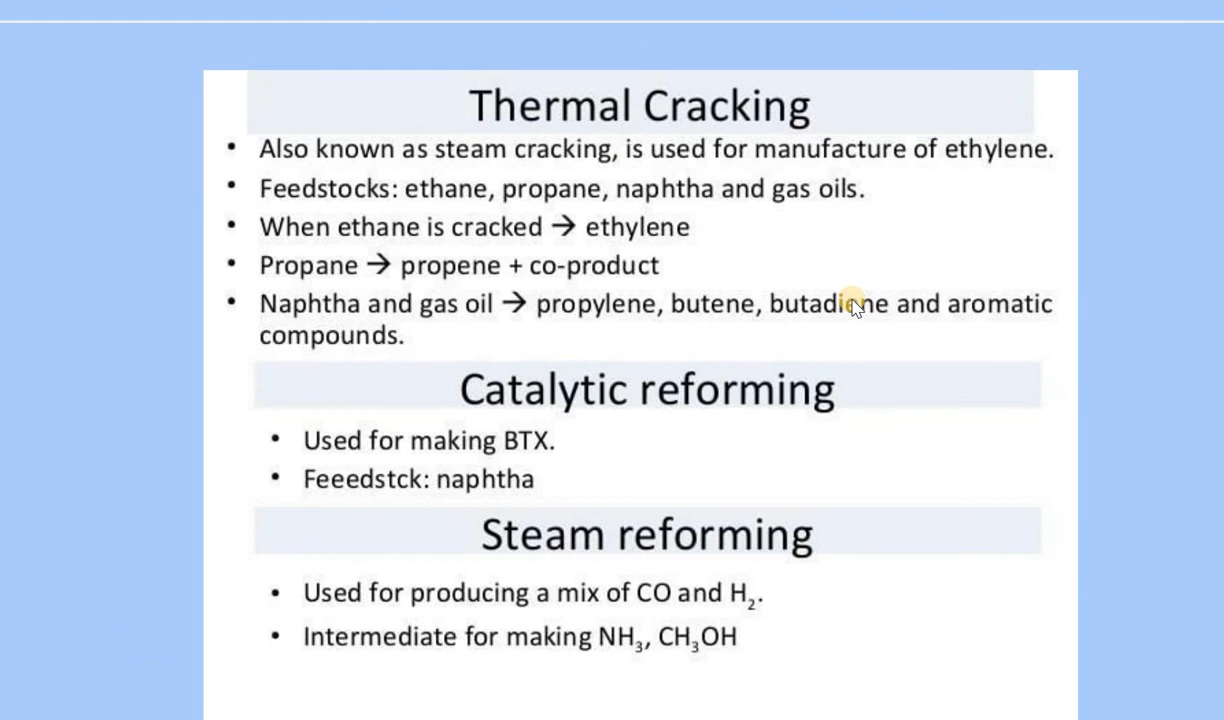 Thermal Cracking
• Also known as steam cracking, is used for manufacture of ethylene.
• Feedstocks: ethane, propane, naphtha and gas oils.
• When ethane is cracked → ethylene
• Propane → propene + co-product
• Naphtha and gas oil → propylene, butene, butadiene and aromatic
compounds.
Catalytic reforming
• Used for making BTX.
• Feeedstck: naphtha
Steam reforming
• Used for producing a mix of CO and H₂.
• Intermediate for making NH₃, CH₃OH